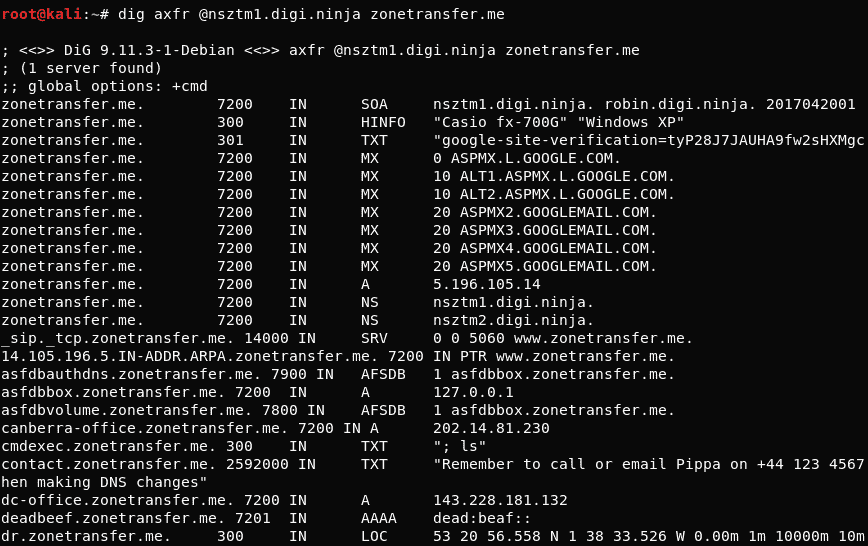 root@kali:~# dig axfr @nsztm1.digi.ninja zonetransfer.me
; <<>> DiG 9.11.3-1-Debian <<>> axfr @nsztm1.digi.ninja zonetransfer.me
; (1 server found)
;; global options: +cmd
zonetransfer.me. 7200 IN SOA nsztm1.digi.ninja. robin.digi.ninja. 2017042001
zonetransfer.me. 300 IN HINFO "Casio fx-700G" "Windows XP"
zonetransfer.me. 301 IN TXT "google-site-verification=tyP28J7JAUHA9fw2sHXMgc
zonetransfer.me. 7200 IN MX 0 ASPMX.L.GOOGLE.COM.
zonetransfer.me. 7200 IN MX 10 ALT1.ASPMX.L.GOOGLE.COM.
zonetransfer.me. 7200 IN MX 10 ALT2.ASPMX.L.GOOGLE.COM.
zonetransfer.me. 7200 IN MX 20 ASPMX2.GOOGLEMAIL.COM.
zonetransfer.me. 7200 IN MX 20 ASPMX3.GOOGLEMAIL.COM.
zonetransfer.me. 7200 IN MX 20 ASPMX4.GOOGLEMAIL.COM.
zonetransfer.me. 7200 IN MX 20 ASPMX5.GOOGLEMAIL.COM.
zonetransfer.me. 7200 IN A 5.196.105.14
zonetransfer.me. 7200 IN NS nsztm1.digi.ninja.
zonetransfer.me. 7200 IN NS nsztm2.digi.ninja.
_sip._tcp.zonetransfer.me. 14000 IN SRV 0 0 5060 www.zonetransfer.me.
14.105.196.5.IN-ADDR.ARPA.zonetransfer.me. 7200 IN PTR www.zonetransfer.me.
asfdbauthdns.zonetransfer.me. 7900 IN AFSDB 1 asfdbbox.zonetransfer.me.
asfdbbox.zonetransfer.me. 7200 IN A 127.0.0.1
asfdbvolume.zonetransfer.me. 7800 IN AFSDB 1 asfdbbox.zonetransfer.me.
canberra-office.zonetransfer.me. 7200 IN A 202.14.81.230
cmdexec.zonetransfer.me. 300 IN TXT "; ls"
contact.zonetransfer.me. 2592000 IN TXT "Remember to call or email Pippa on +44 123 4567
hen making DNS changes"
dc-office.zonetransfer.me. 7200 IN A 143.228.181.132
deadbeef.zonetransfer.me. 7201 IN AAAA dead:beaf::
dr.zonetransfer.me. 300 IN LOC 53 20 56.558 N 1 38 33.526 W 0.00m 1m 10000m 10m